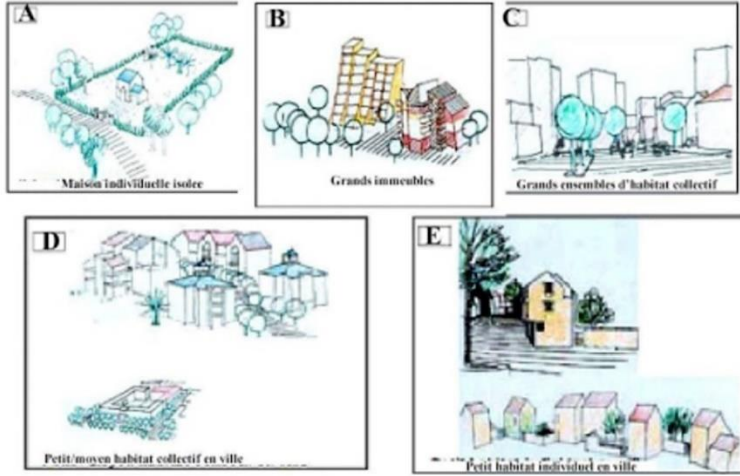 A
Maison individuelle isolee
B
Grands immeubles
C
Grands ensembles d'habitat collectif
D
Petit/moyen habitat collectif en ville
E
Petit habitat individuel en ville